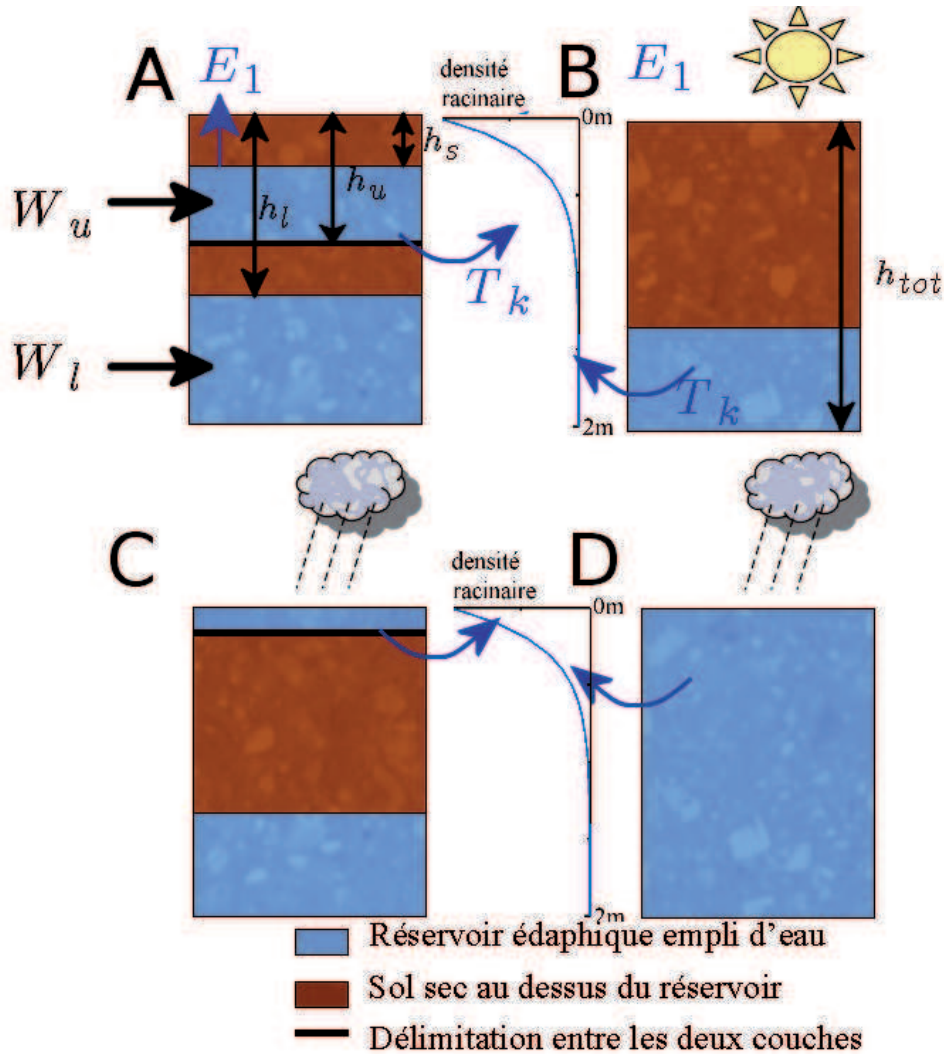 A
E1
densité
racinaire
B
E1
0m
hs
hu
hl
Wu
Tk
htot
Wl
Tk
2m
C
densité
racinaire
D
0m
2m
Réservoir édaphique empli d'eau
Sol sec au dessus du réservoir
Délimitation entre les deux couches